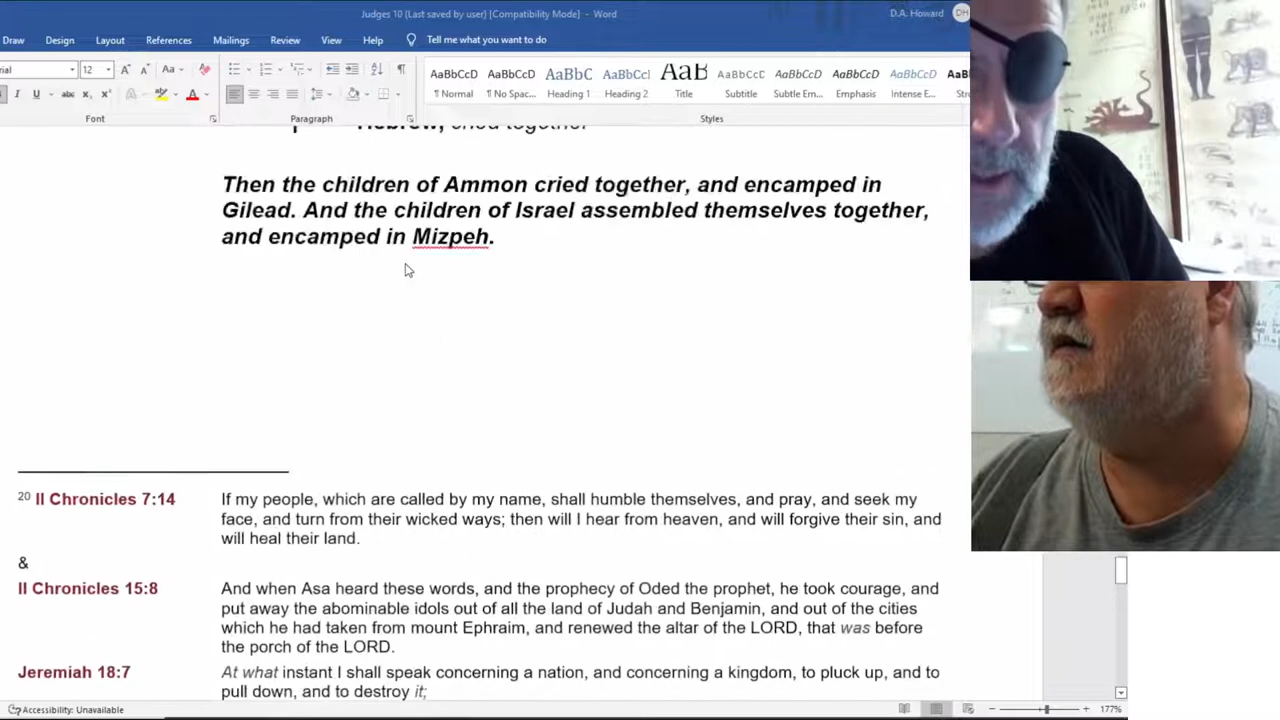 Judges 10 (Last saved by user) [Compatibility Mode] - Word
D.A. Howard
DH
Draw
Design
Layout
References
Mailings
Review
View
Help
Tell me what you want to do
12
Aa
I
U
abc
AaBbCcD
AaBbCcD
AaBbC
AaBbCcl
AaB
AaBbCcD
AaBbCcD
AaBbCcD
AaBbCcD
¶ Normal
¶ No Spac...
Heading 1
Heading 2
Title
Subtitle
Subtle Em...
Emphasis
Intense E...
Font
Paragraph
Styles
Hebrew, cried together
Then the children of Ammon cried together, and encamped in
Gilead. And the children of Israel assembled themselves together,
and encamped in Mizpeh.
20 II Chronicles 7:14
If my people, which are called by my name, shall humble themselves, and pray, and seek my
face, and turn from their wicked ways; then will I hear from heaven, and will forgive their sin, and
will heal their land.
&
II Chronicles 15:8
And when Asa heard these words, and the prophecy of Oded the prophet, he took courage, and
put away the abominable idols out of all the land of Judah and Benjamin, and out of the cities
which he had taken from mount Ephraim, and renewed the altar of the LORD, that was before
the porch of the LORD.
Jeremiah 18:7
At what instant I shall speak concerning a nation, and concerning a kingdom, to pluck up, and to
pull down, and to destroy it;
Accessibility: Unavailable
177%